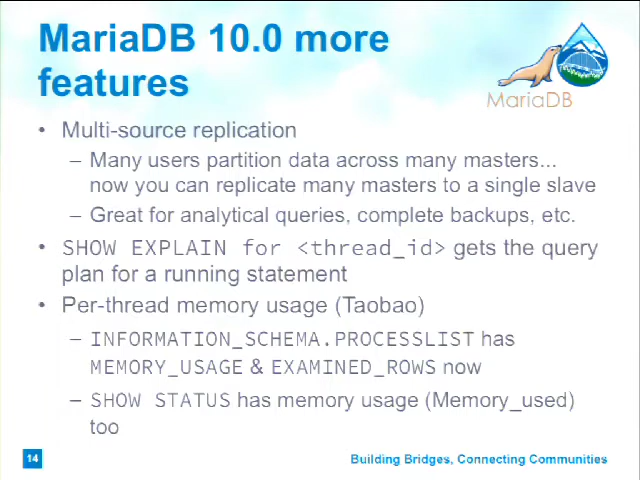 MariaDB 10.0 more
features
MariaDB
• Multi-source replication
– Many users partition data across many masters...
now you can replicate many masters to a single slave
– Great for analytical queries, complete backups, etc.
• SHOW EXPLAIN for <thread_id> gets the query
plan for a running statement
• Per-thread memory usage (Taobao)
– INFORMATION_SCHEMA.PROCESSLIST has
MEMORY_USAGE & EXAMINED_ROWS now
– SHOW STATUS has memory usage (Memory_used)
too
14
Building Bridges, Connecting Communities